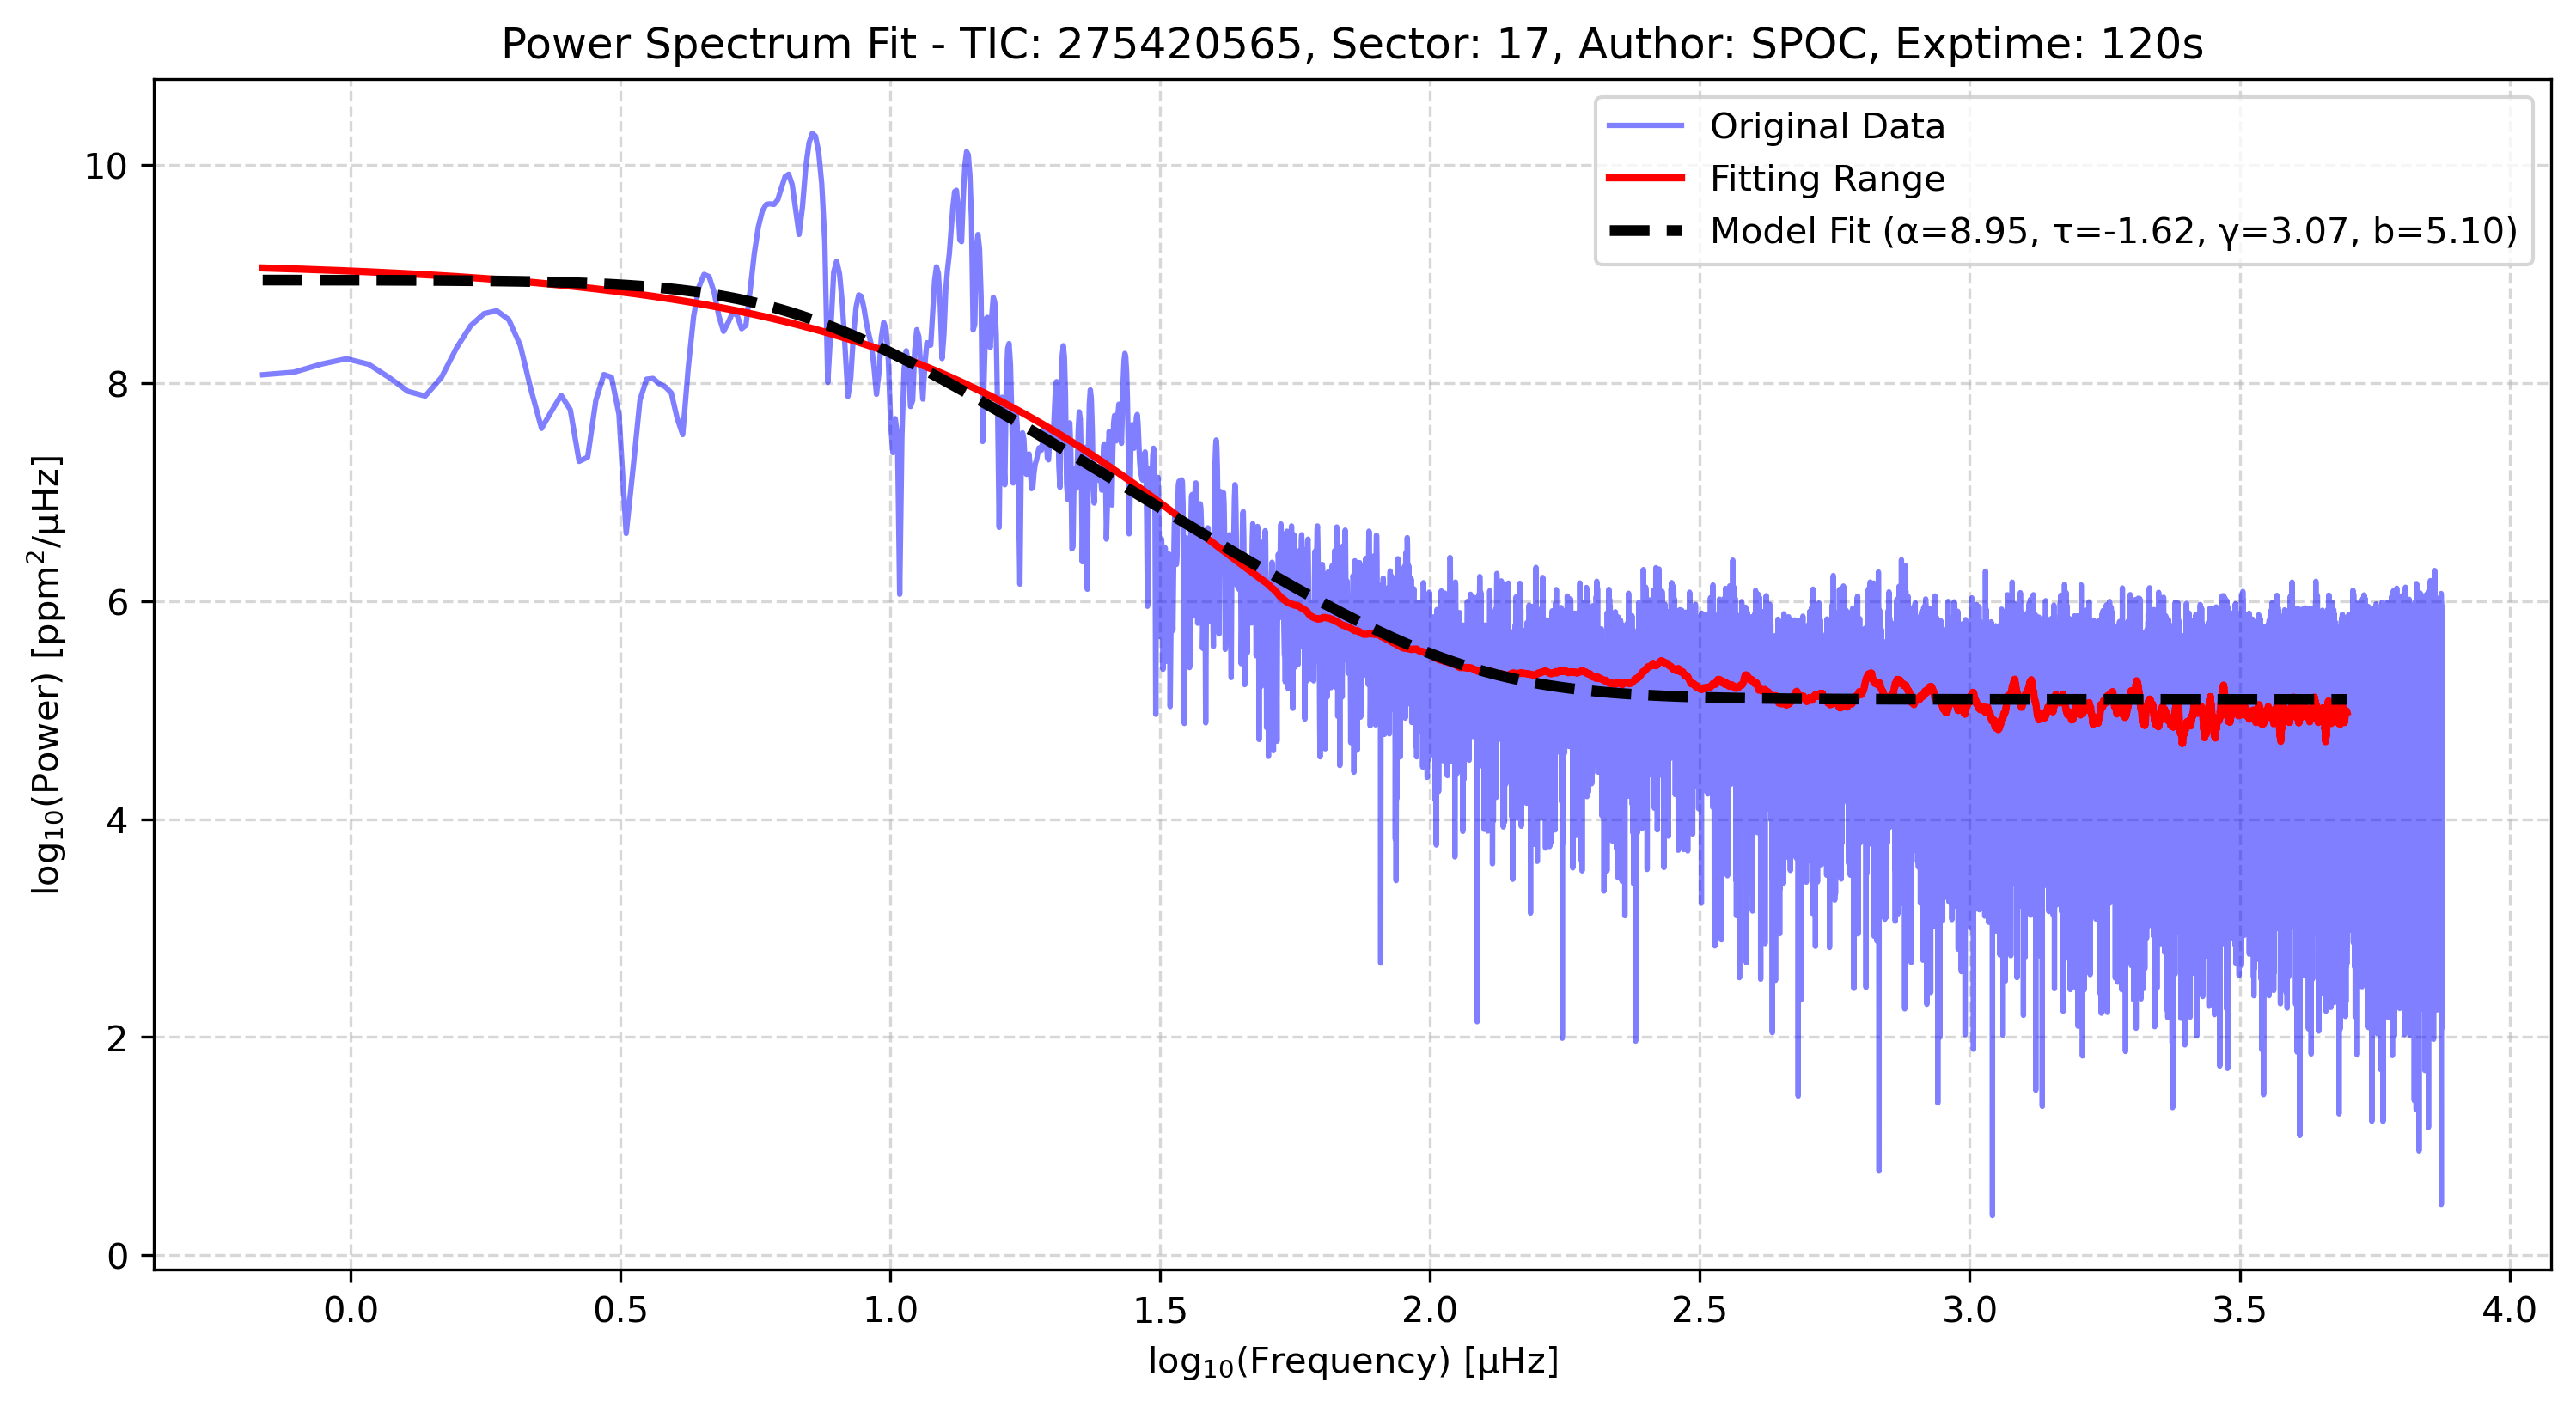 Power Spectrum Fit - TIC: 275420565, Sector: 17, Author: SPOC, Exptime: 120s
Original Data
Fitting Range
Model Fit (α=8.95, τ=-1.62, γ=3.07, b=5.10)
log₁₀(Power) [ppm²/μHz]
10
8
6
4
2
0
0.0 0.5 1.0 1.5 2.0 2.5 3.0 3.5 4.0
log₁₀(Frequency) [μHz]